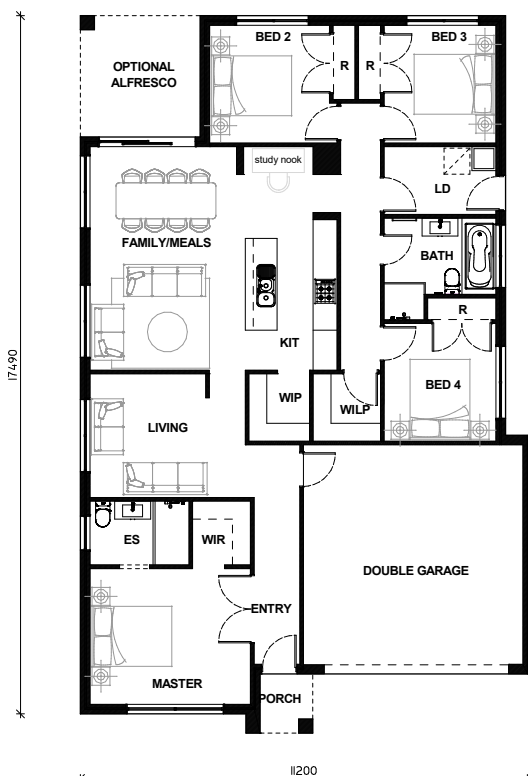 BED 2
BED 3
OPTIONAL
ALFRESCO
R
R
study nook
LD
FAMILY/MEALS
BATH
R
KIT
17490
BED 4
WIP
WILP
LIVING
ES
WIR
DOUBLE GARAGE
ENTRY
MASTER
PORCH
11200